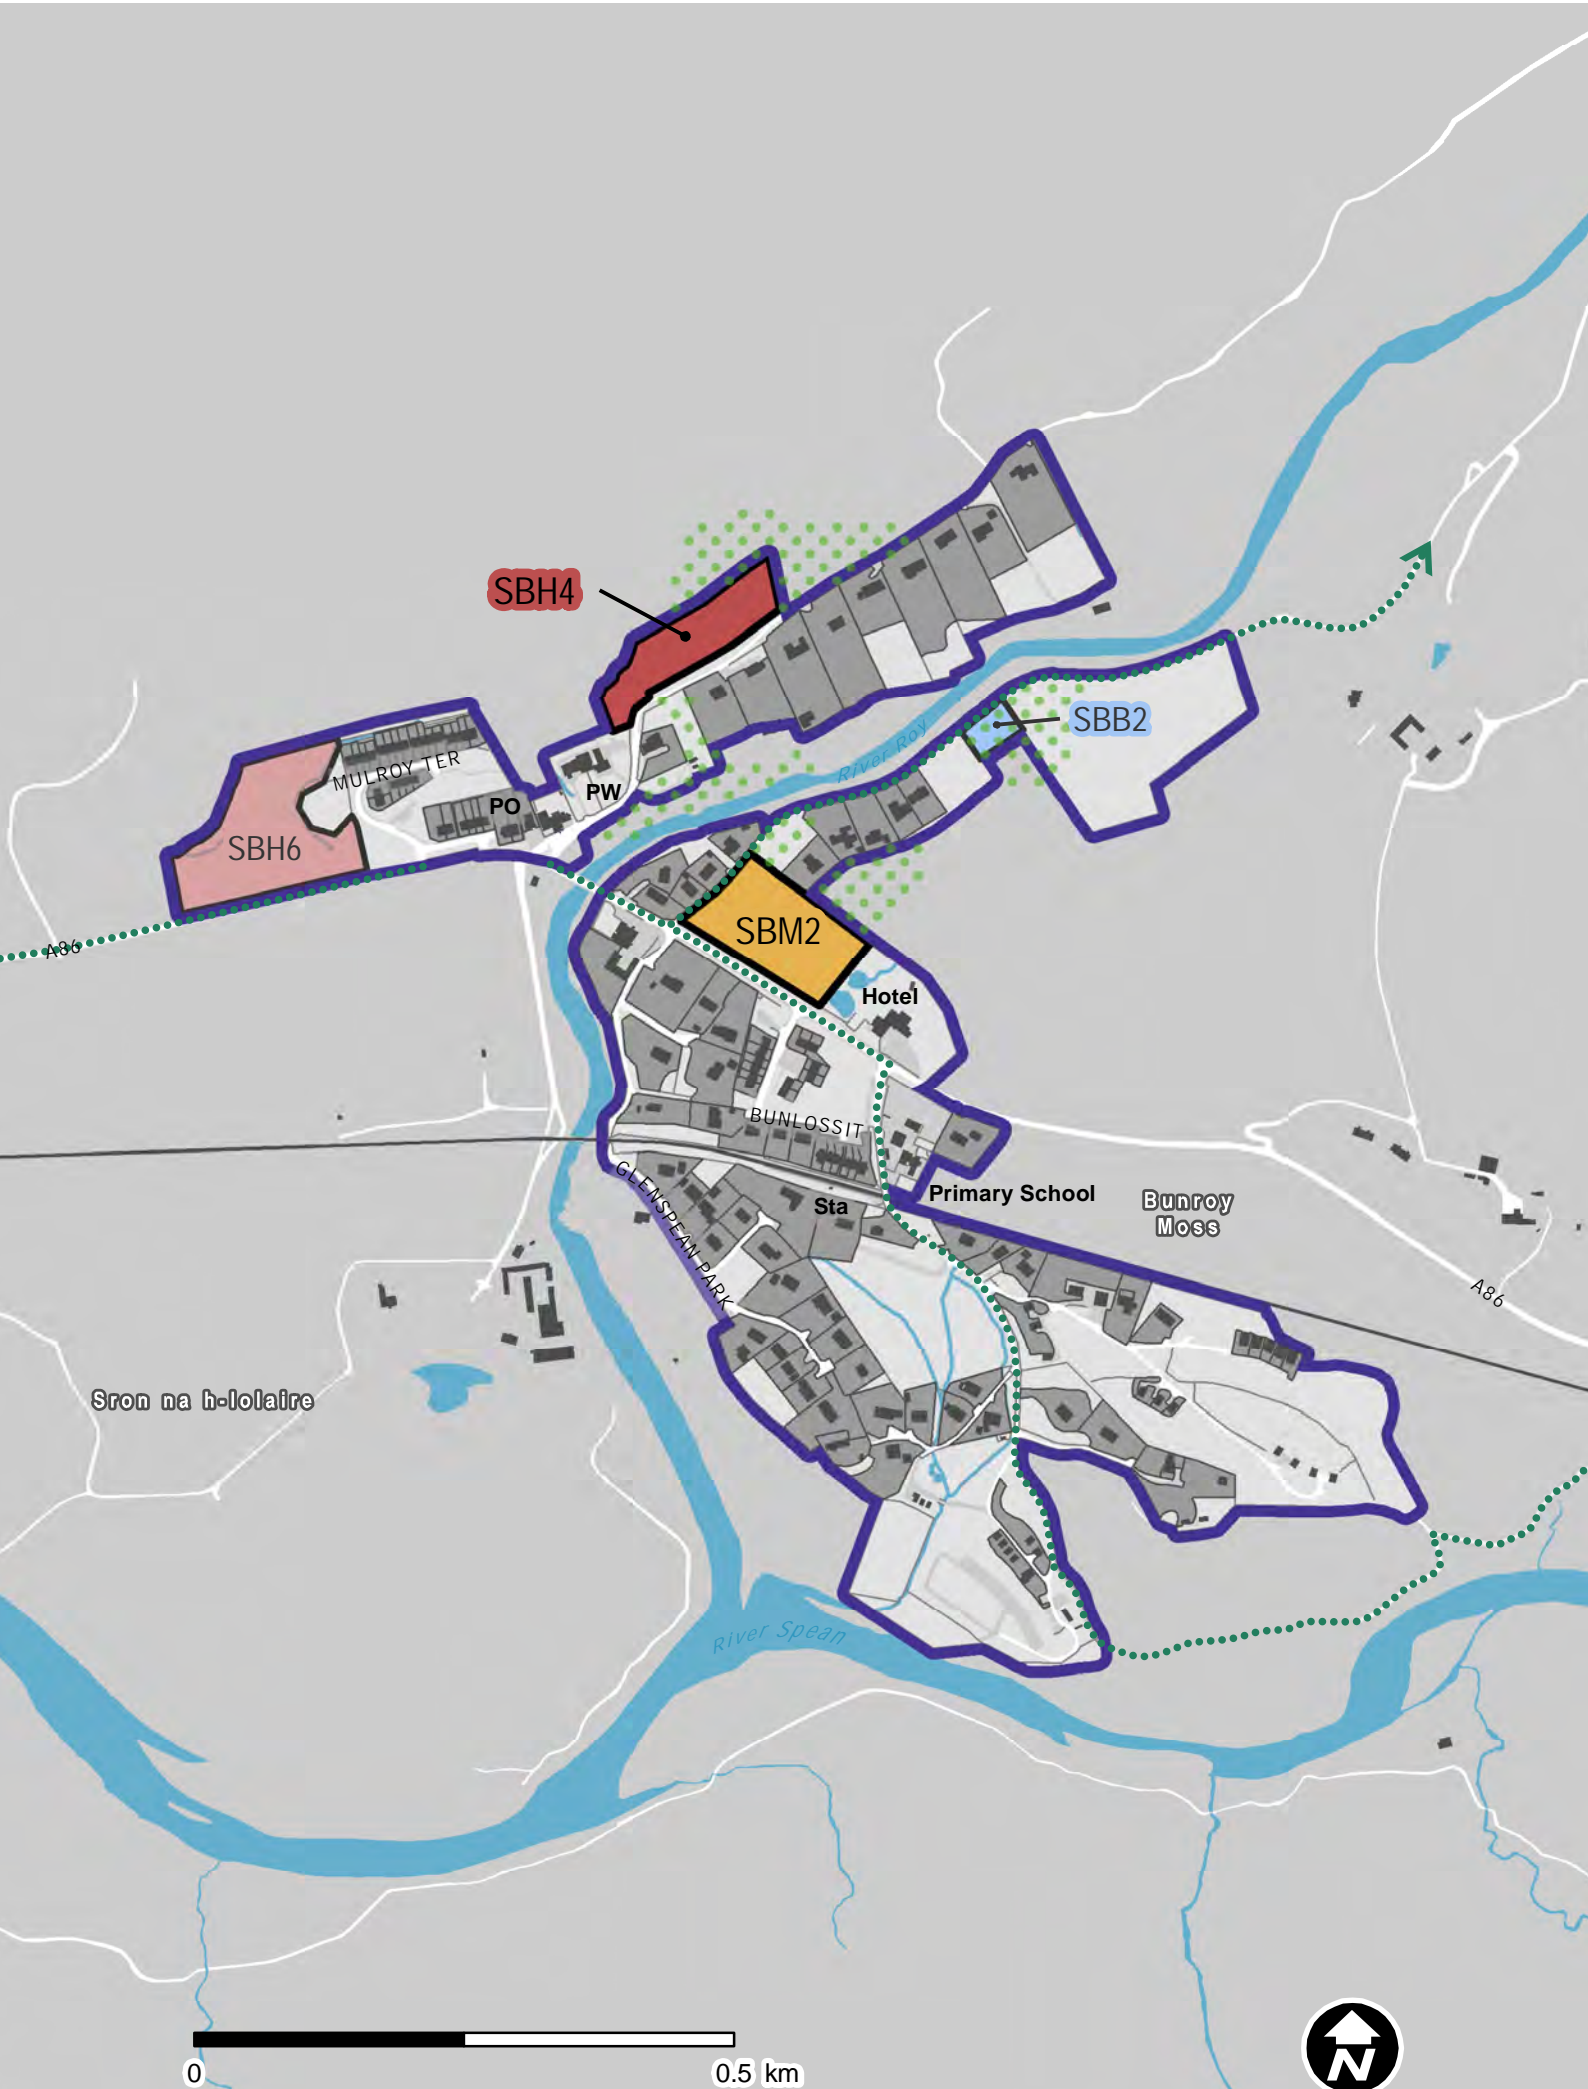 SBH4
River Roy
SBB2
MULROY TER
PO
PW
SBH6
SBM2
A86
Hotel
BUNLOSSIT
GLENSPEAN PARK
Sta
Primary School
Bunroy
Moss
A86
Sron na h-Iolaire
River Spean
0
0.5 km
N